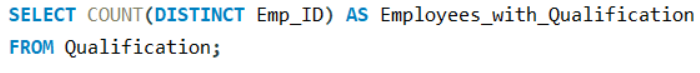 SELECT COUNT(DISTINCT Emp_ID) AS Employees_with_Qualification
FROM Qualification;